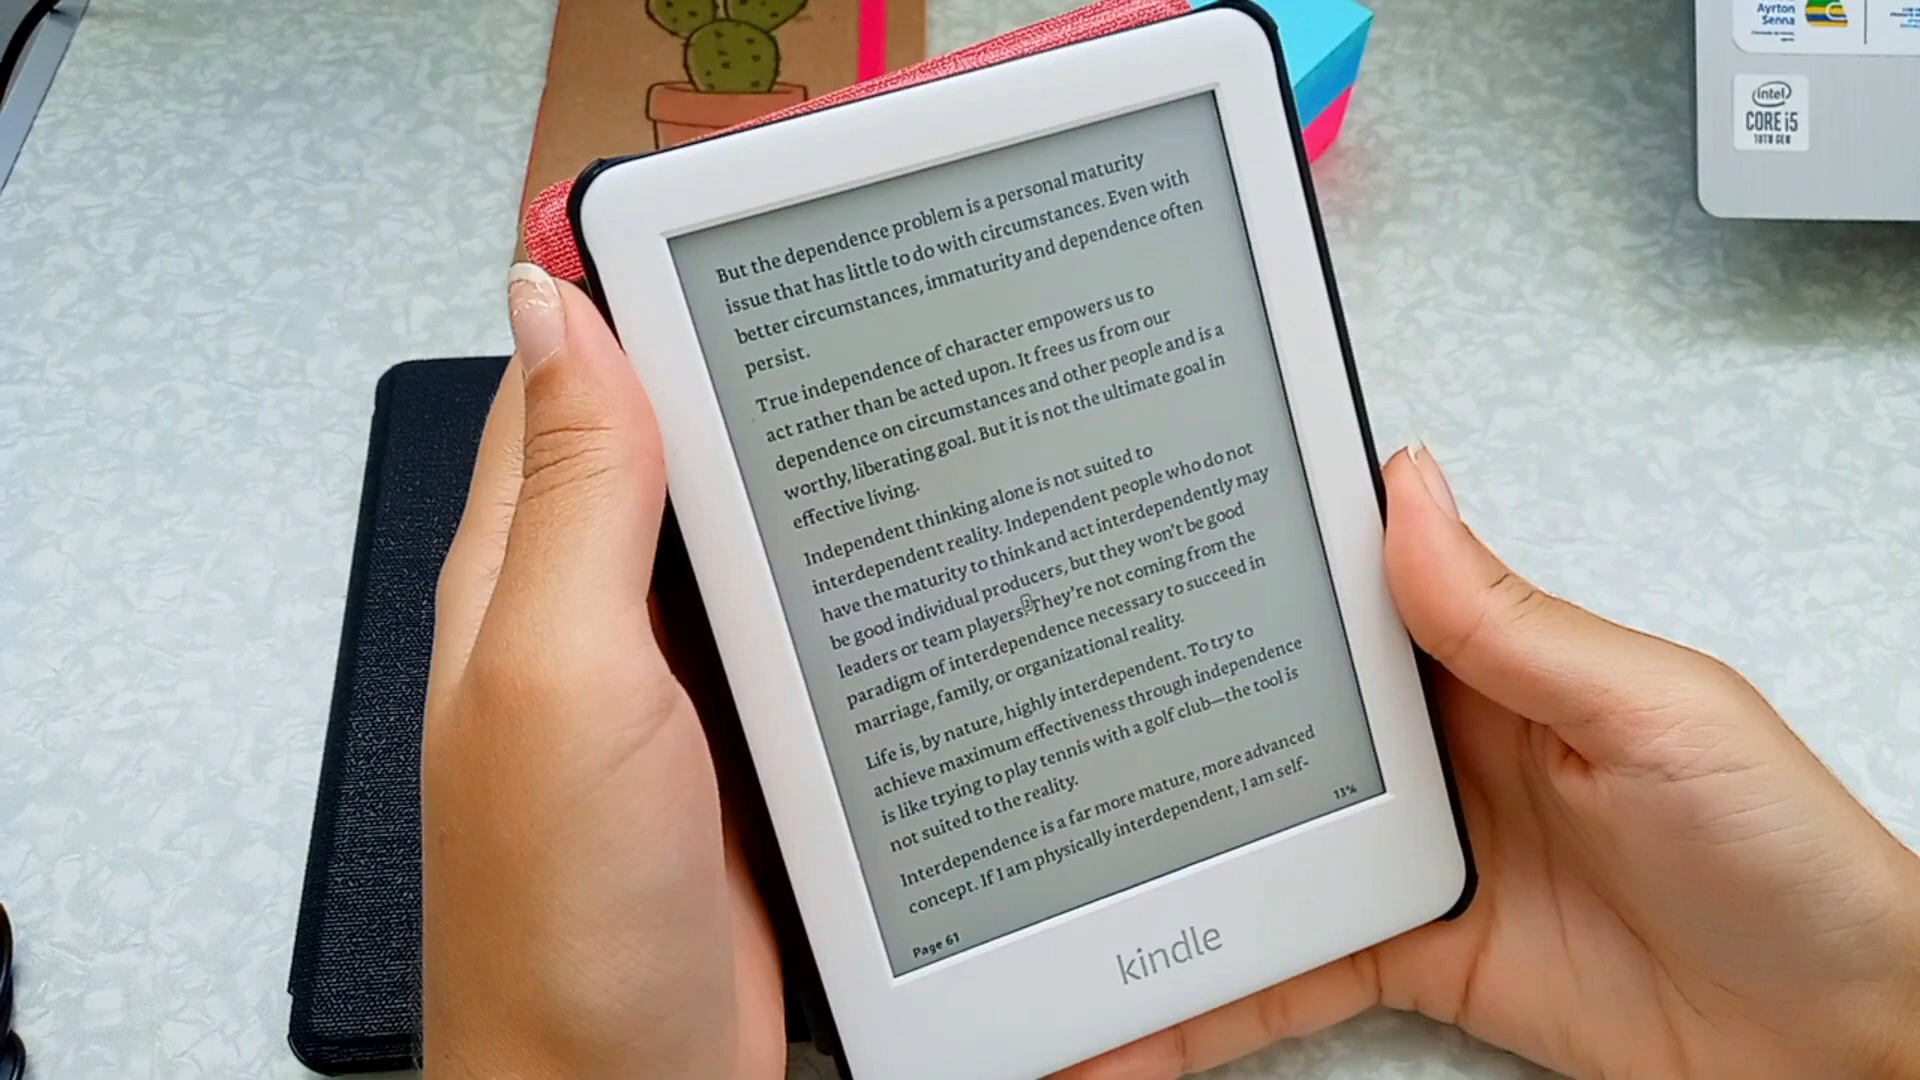 Ayrton
Senna
intel
CORE i5
10TH GEN
But the dependence problem is a personal maturity
issue that has little to do with circumstances. Even with
better circumstances, immaturity and dependence often
persist.
True independence of character empowers us to
act rather than be acted upon. It frees us from our
dependence on circumstances and other people and is a
worthy, liberating goal. But it is not the ultimate goal in
effective living.
Independent thinking alone is not suited to
interdependent reality. Independent people who do not
have the maturity to think and act interdependently may
be good individual producers, but they won't be good
leaders or team players. They're not coming from the
paradigm of interdependence necessary to succeed in
marriage, family, or organizational reality.
Life is, by nature, highly interdependent. To try to
achieve maximum effectiveness through independence
is like trying to play tennis with a golf club—the tool is
not suited to the reality.
Interdependence is a far more mature, more advanced
concept. If I am physically interdependent, I am self-
Page 61
13%
kindle